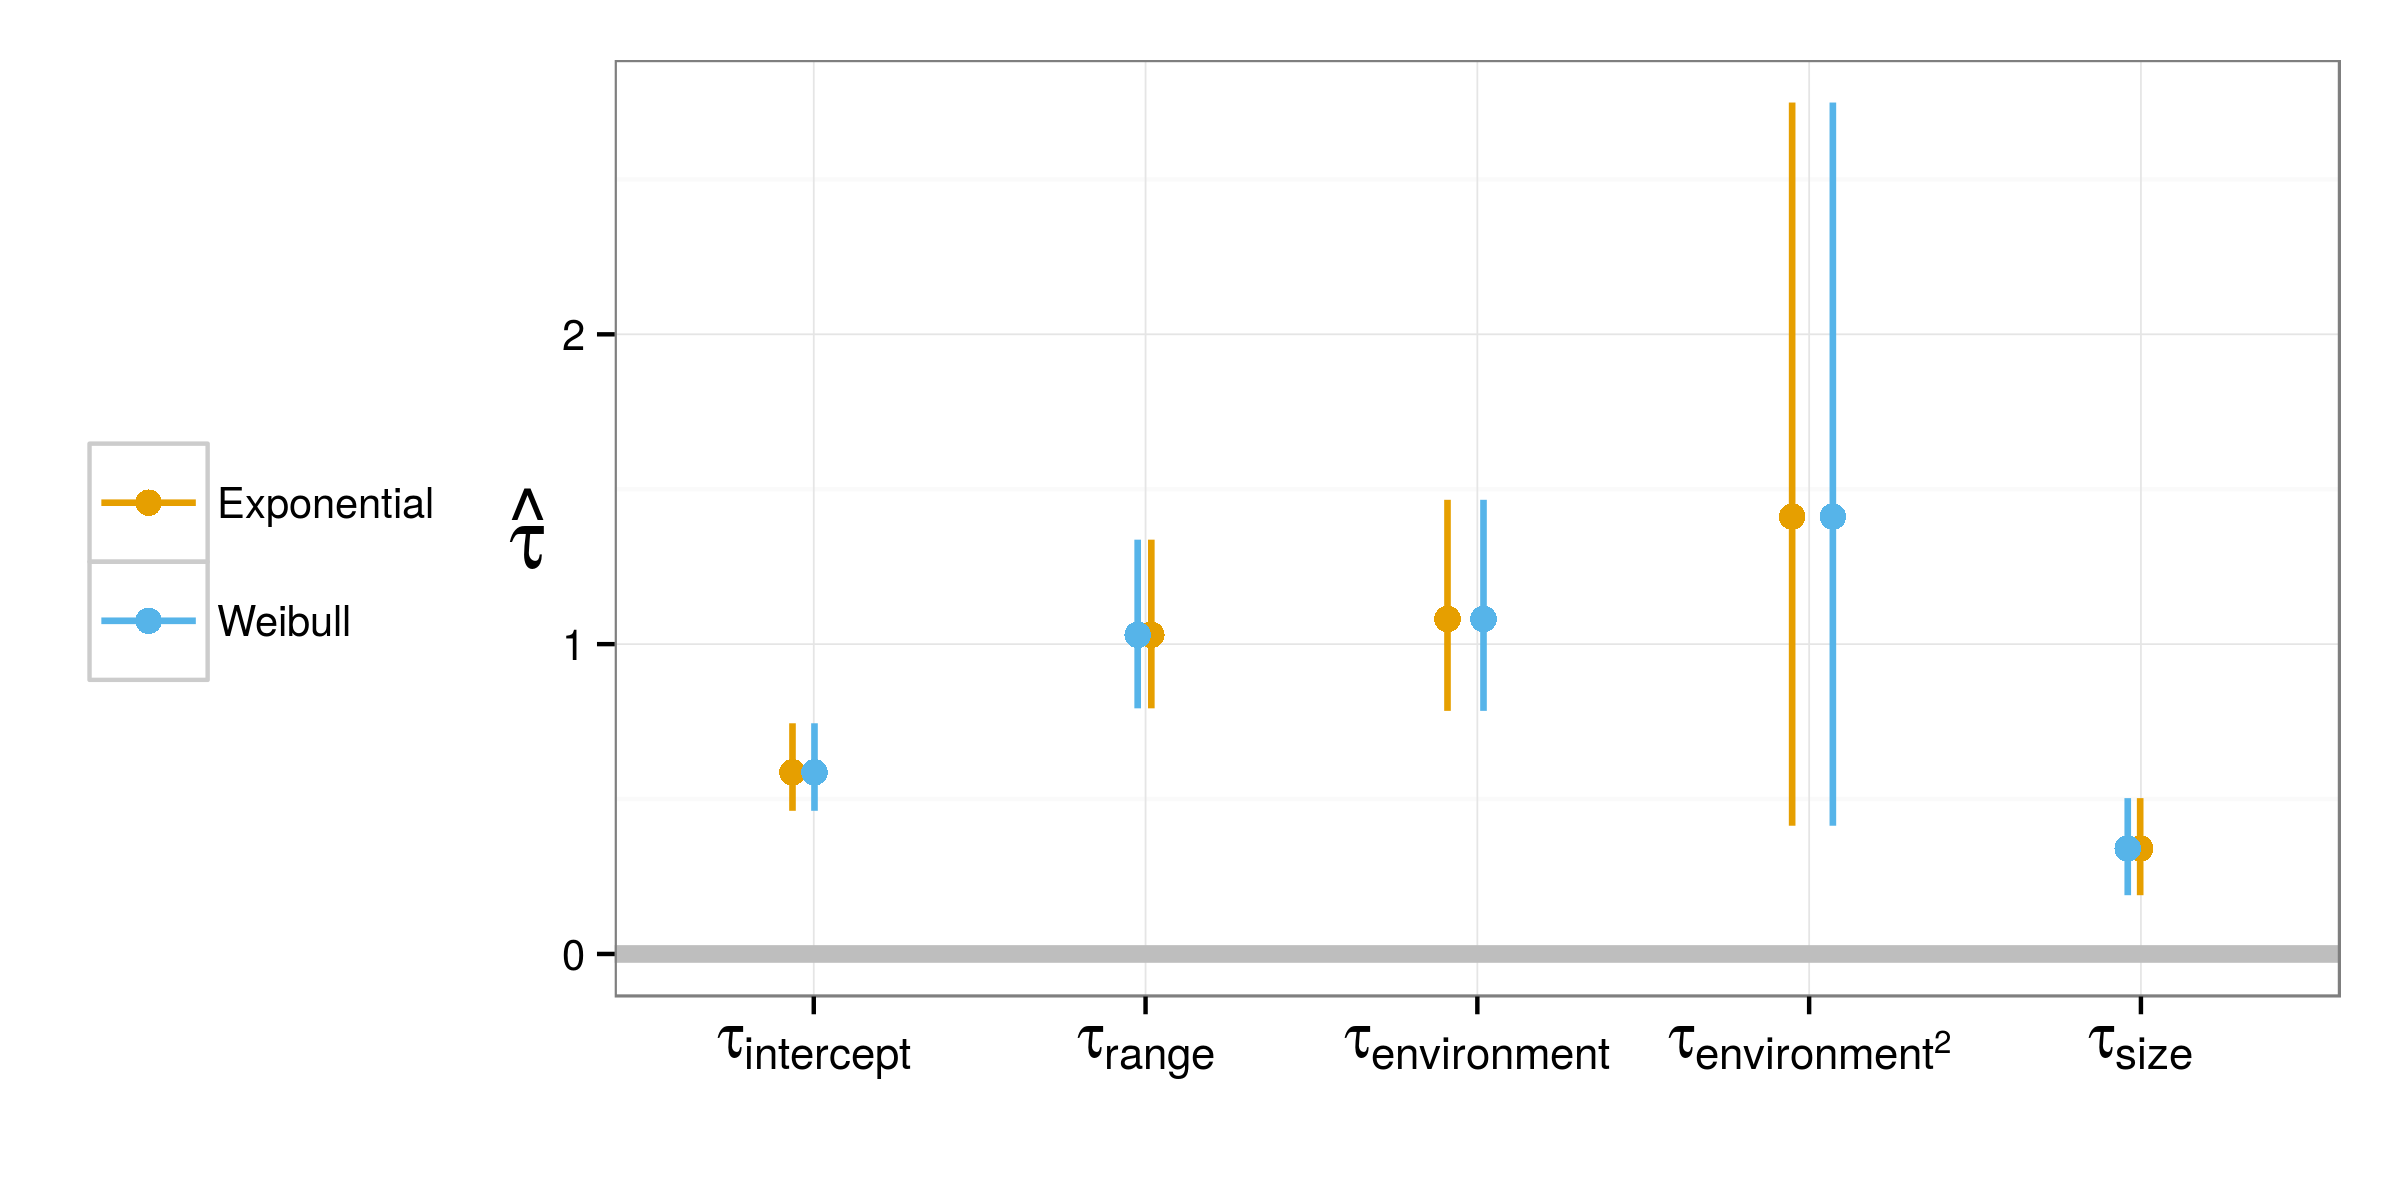 Exponential
Weibull
τ̂
2
1
0
τintercept
τrange
τenvironment
τenvironment²
τsize